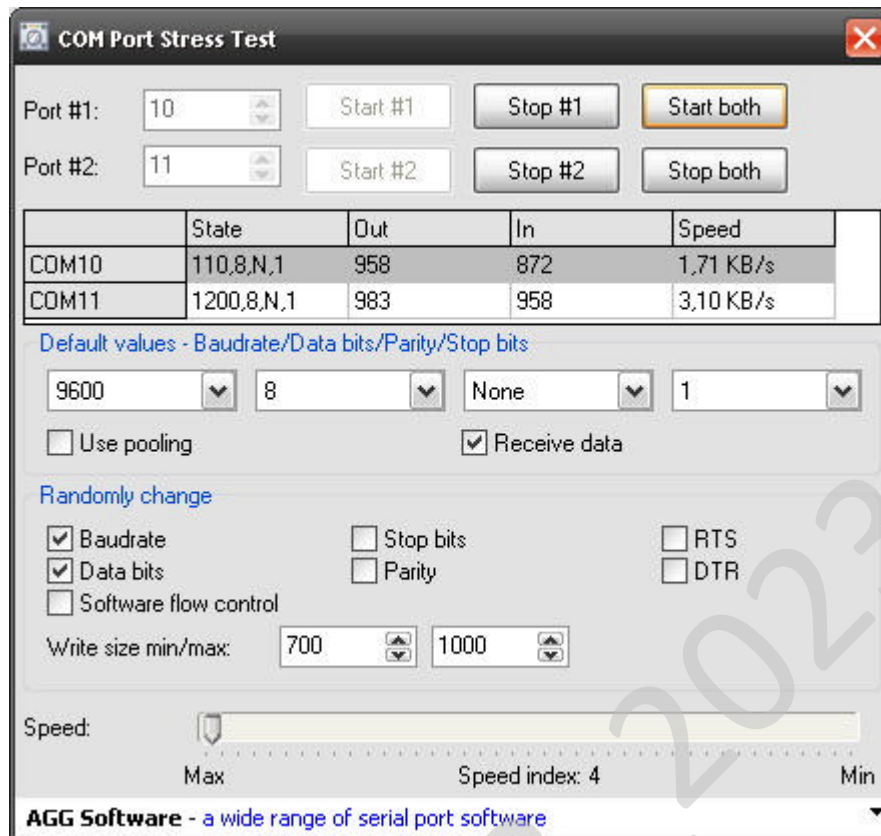 COM Port Stress Test
Port #1: 10 Start #1 Stop #1 Start both
Port #2: 11 Start #2 Stop #2 Stop both
State Out In Speed
COM10 110,8,N,1 958 872 1,71 KB/s
COM11 1200,8,N,1 983 958 3,10 KB/s
Default values - Baudrate/Data bits/Parity/Stop bits
9600 8 None 1
Use pooling Receive data
Randomly change
Baudrate Stop bits RTS
Data bits Parity DTR
Software flow control
Write size min/max: 700 1000
Speed:
Max Speed index: 4 Min
AGG Software - a wide range of serial port software
2023